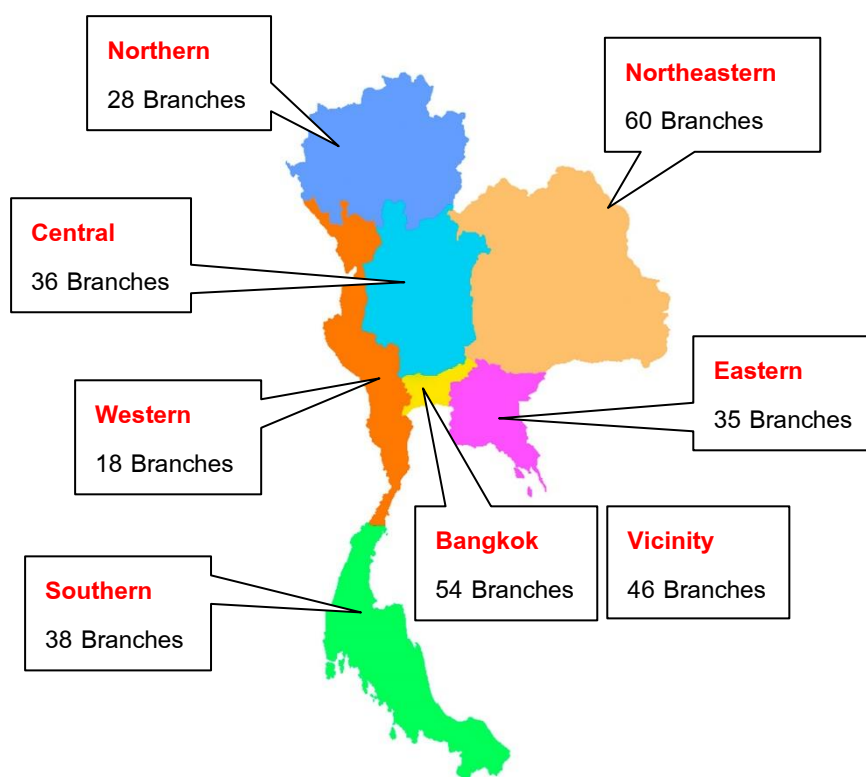 Northern
28 Branches
Northeastern
60 Branches
Central
36 Branches
Eastern
35 Branches
Western
18 Branches
Bangkok
54 Branches
Vicinity
46 Branches
Southern
38 Branches